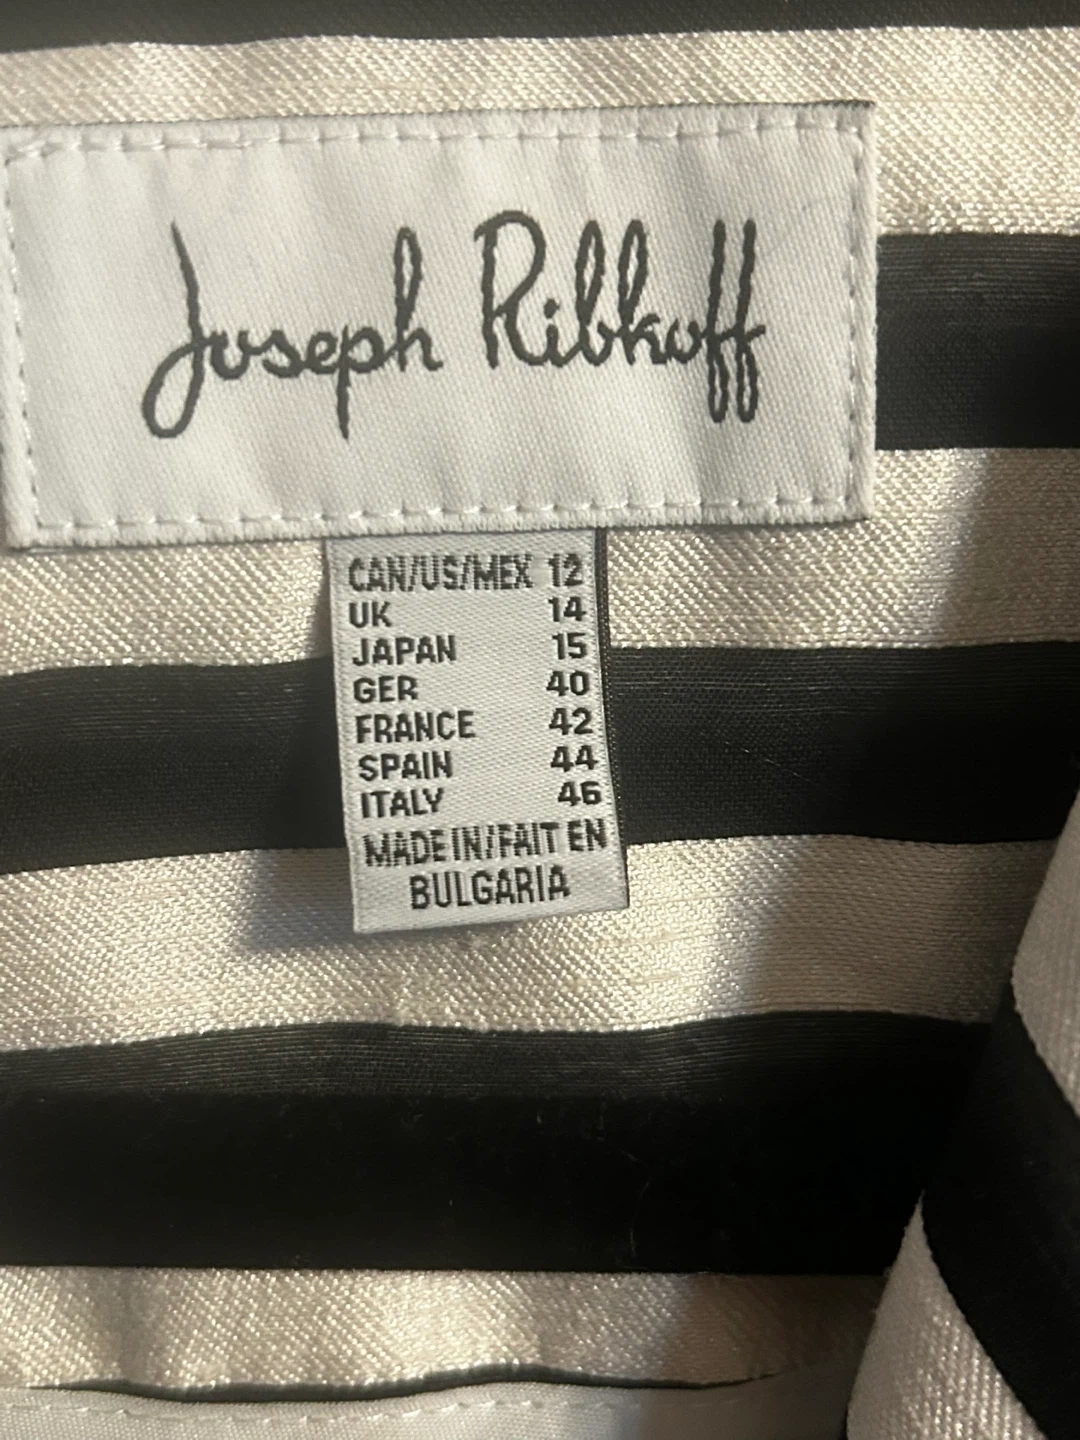 Joseph Ribkoff
CAN/US/MEX 12
UK 14
JAPAN 15
GER 40
FRANCE 42
SPAIN 44
ITALY 46
MADE IN/FAIT EN
BULGARIA